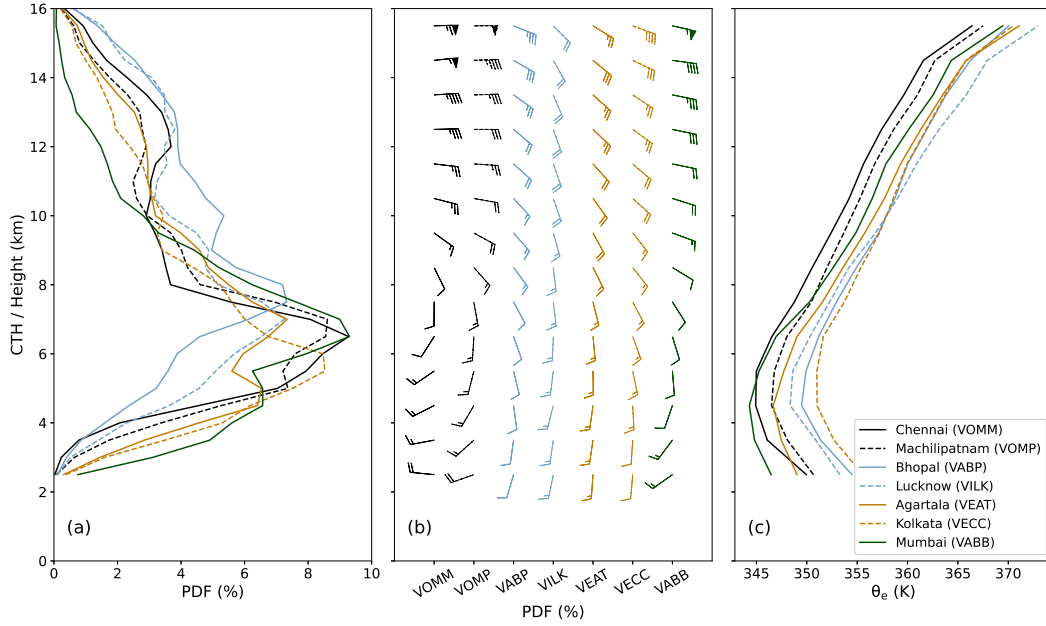 16
14
12
10
8
6
4
2
0
CTH / Height (km)
(a)
0 2 4 6 8 10
PDF (%)
(b)
VOMM VOMP VABP VILK VEAT VECC VABB
PDF (%)
(c)
Chennai (VOMM)
Machilipatnam (VOMP)
Bhopal (VABP)
Lucknow (VILK)
Agartala (VEAT)
Kolkata (VECC)
Mumbai (VABB)
345 350 355 360 365 370
θe (K)